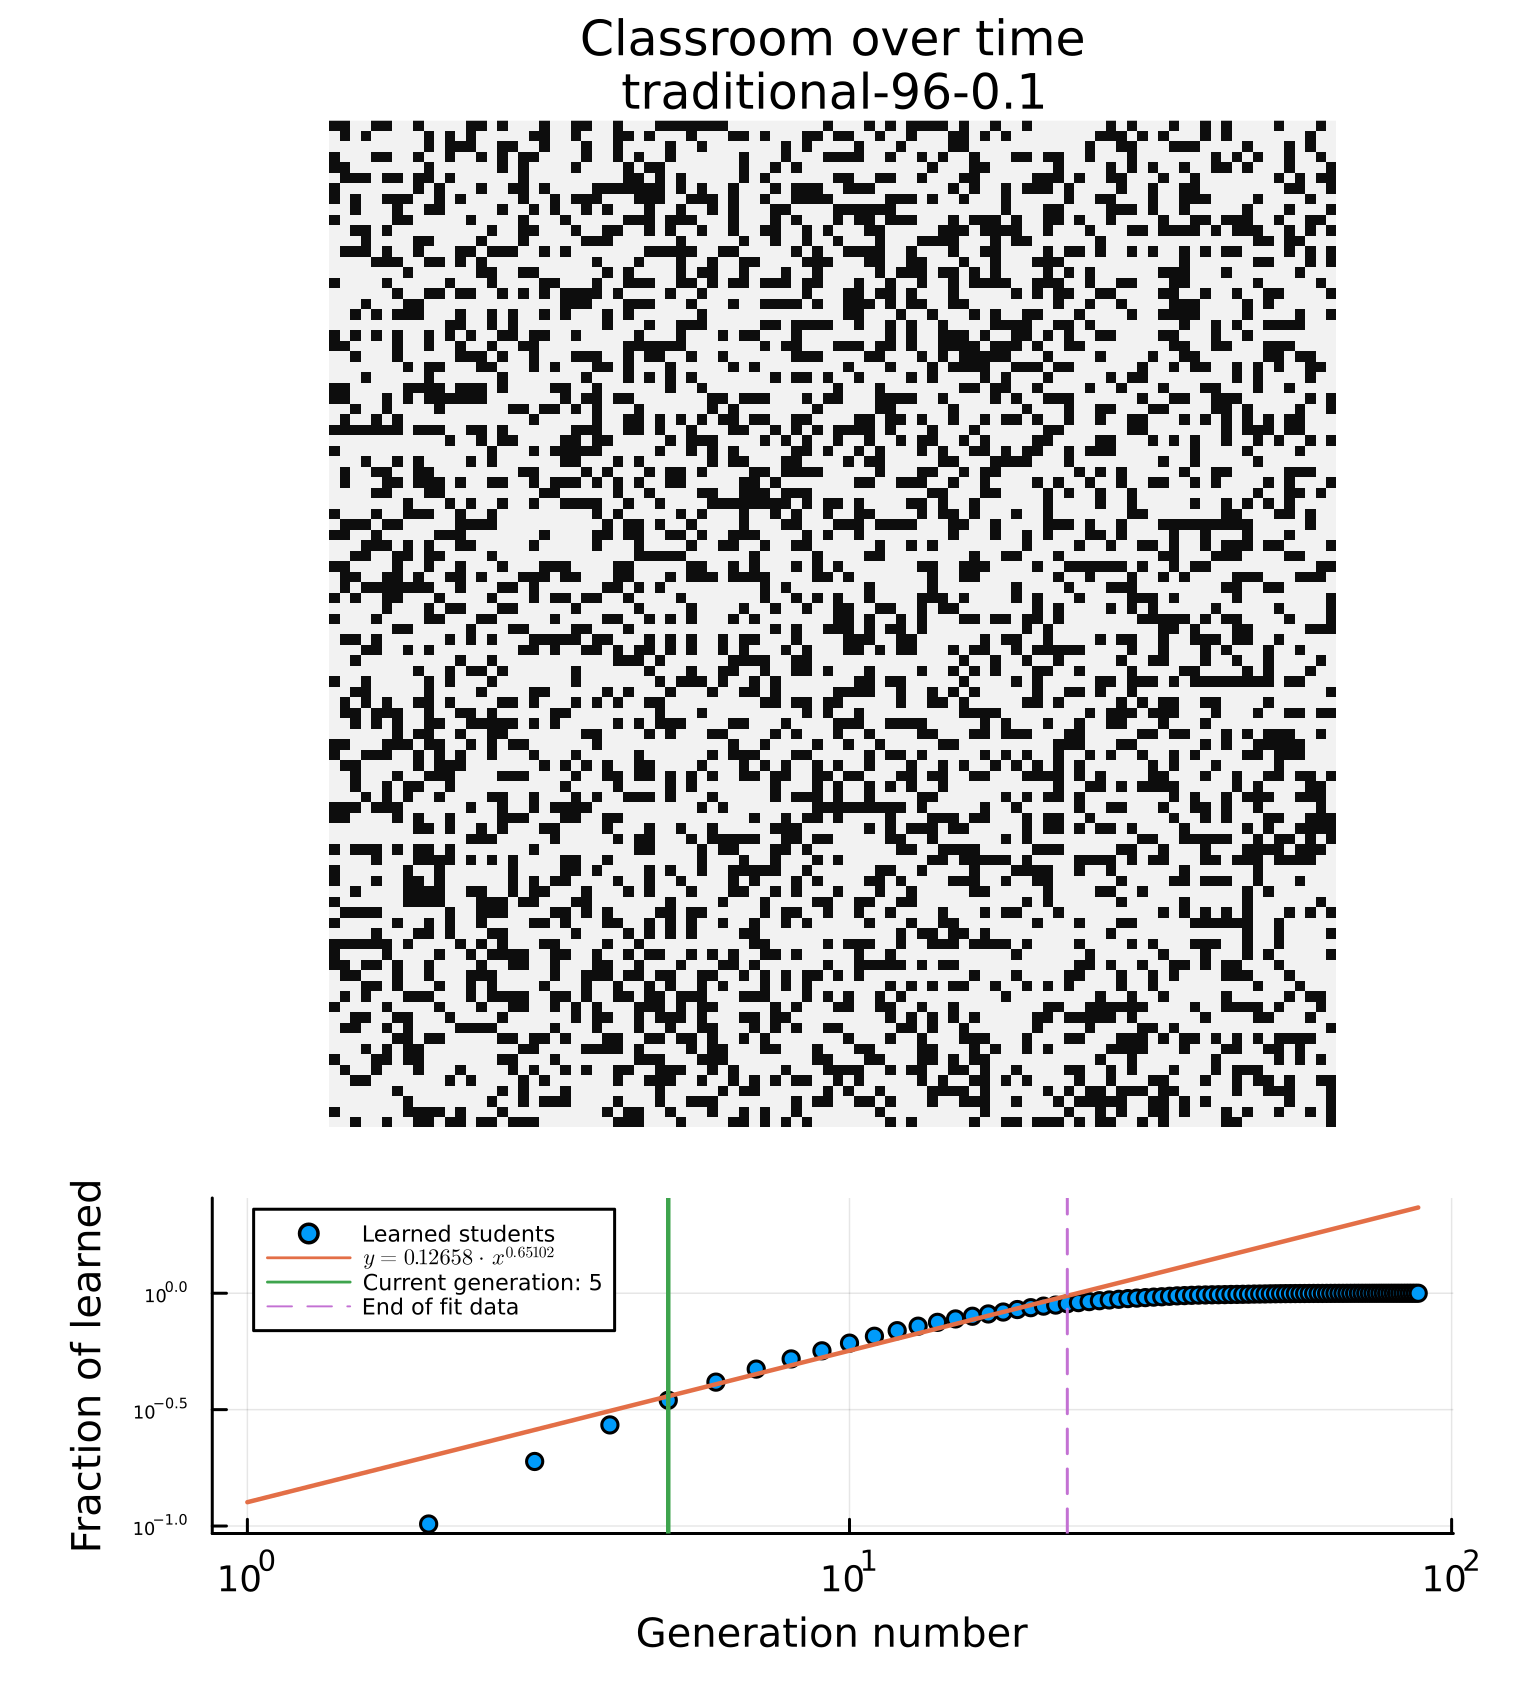 Classroom over time
traditional-96-0.1
Fraction of learned
Learned students
y = 0.12658 · x^0.65102
Current generation: 5
End of fit data
10^0.0
10^−0.5
10^−1.0
10^0 10^1 10^2
Generation number